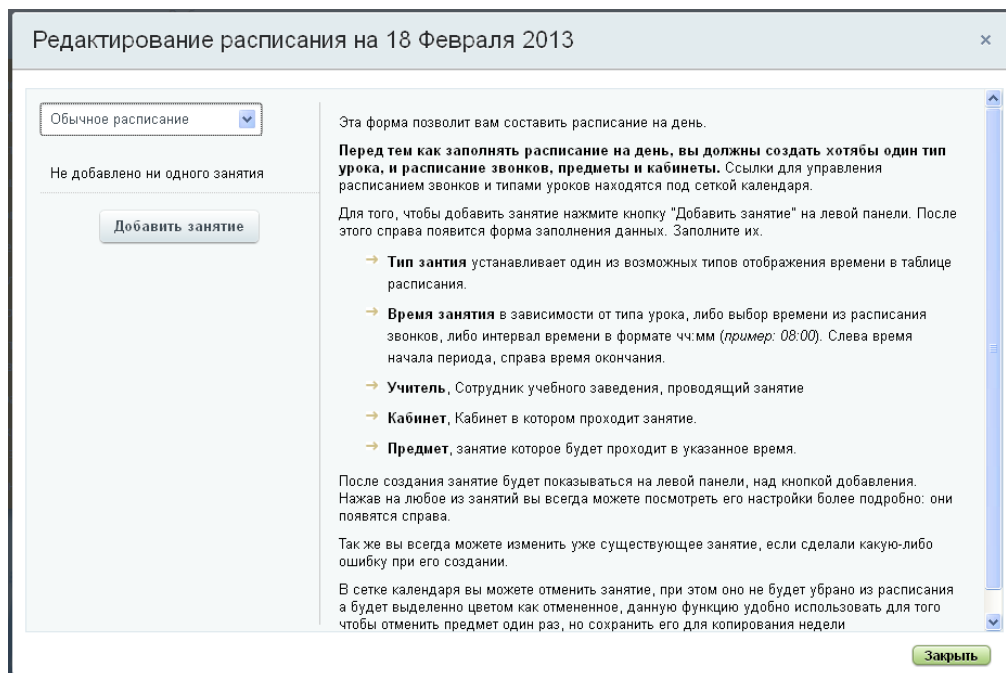 Редактирование расписания на 18 Февраля 2013
×
Обычное расписание
Не добавлено ни одного занятия
Добавить занятие
Эта форма позволит вам составить расписание на день.
Перед тем как заполнять расписание на день, вы должны создать хотябы один тип
урока, и расписание звонков, предметы и кабинеты. Ссылки для управления
расписанием звонков и типами уроков находятся под сеткой календаря.
Для того, чтобы добавить занятие нажмите кнопку "Добавить занятие" на левой панели. После
этого справа появится форма заполнения данных. Заполните их.
→ Тип зантия устанавливает один из возможных типов отображения времени в таблице
расписания.
→ Время занятия в зависимости от типа урока, либо выбор времени из расписания
звонков, либо интервал времени в формате чч:мм (пример: 08:00). Слева время
начала периода, справа время окончания.
→ Учитель, Сотрудник учебного заведения, проводящий занятие
→ Кабинет, Кабинет в котором проходит занятие.
→ Предмет, занятие которое будет проходит в указанное время.
После создания занятие будет показываться на левой панели, над кнопкой добавления.
Нажав на любое из занятий вы всегда можете посмотреть его настройки более подробно: они
появятся справа.
Так же вы всегда можете изменить уже существующее занятие, если сделали какую-либо
ошибку при его создании.
В сетке календаря вы можете отменить занятие, при этом оно не будет убрано из расписания
а будет выделенно цветом как отмененное, данную функцию удобно использовать для того
чтобы отменить предмет один раз, но сохранить его для копирования недели
Закрыть